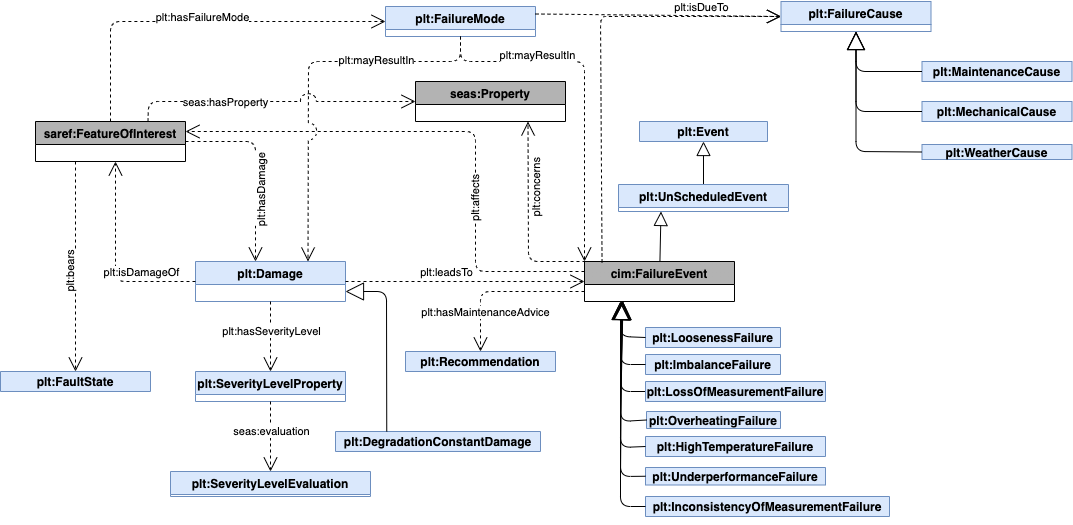 plt:hasFailureMode
plt:FailureMode
plt:isDueTo
plt:FailureCause
plt:mayResultIn
plt:mayResultIn
plt:MaintenanceCause
seas:hasProperty
seas:Property
plt:MechanicalCause
saref:FeatureOfInterest
plt:Event
plt:WeatherCause
plt:hasDamage
plt:affects
plt:concerns
plt:UnScheduledEvent
plt:bears
plt:isDamageOf
plt:Damage
plt:leadsTo
cim:FailureEvent
plt:hasMaintenanceAdvice
plt:hasSeverityLevel
plt:LoosenessFailure
plt:Recommendation
plt:ImbalanceFailure
plt:FaultState
plt:SeverityLevelProperty
plt:LossOfMeasurementFailure
plt:OverheatingFailure
seas:evaluation
plt:DegradationConstantDamage
plt:HighTemperatureFailure
plt:SeverityLevelEvaluation
plt:UnderperformanceFailure
plt:InconsistencyOfMeasurementFailure